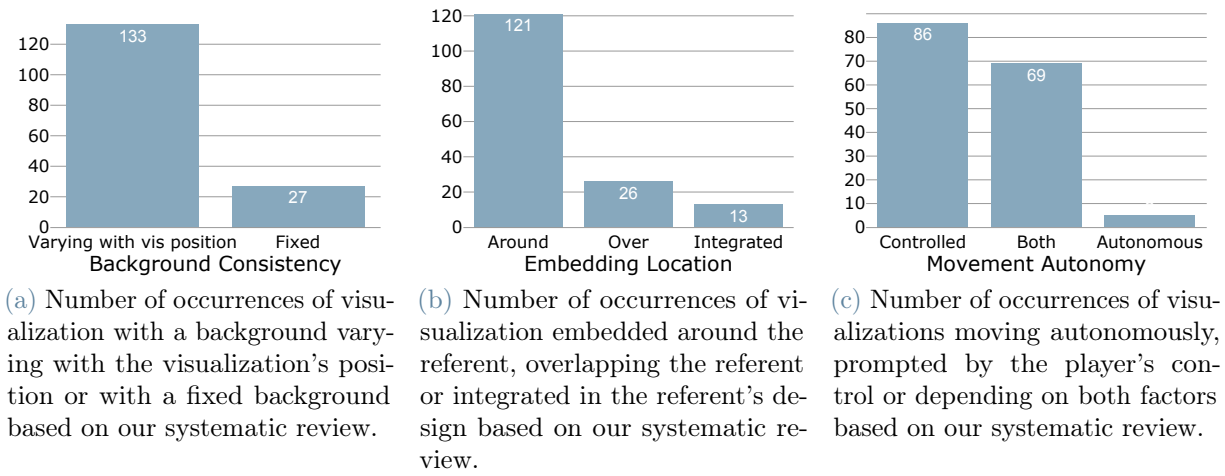 120
100
80
60
40
20
0
133
27
Varying with vis position
Fixed
Background Consistency
(a) Number of occurrences of visu-
alization with a background vary-
ing with the visualization's posi-
tion or with a fixed background
based on our systematic review.
120
100
80
60
40
20
0
121
26
13
Around
Over
Integrated
Embedding Location
(b) Number of occurrences of vi-
sualization embedded around the
referent, overlapping the referent
or integrated in the referent's de-
sign based on our systematic re-
view.
80
70
60
50
40
30
20
10
0
86
69
Controlled
Both
Autonomous
Movement Autonomy
(c) Number of occurrences of visu-
alizations moving autonomously,
prompted by the player's con-
trol or depending on both factors
based on our systematic review.